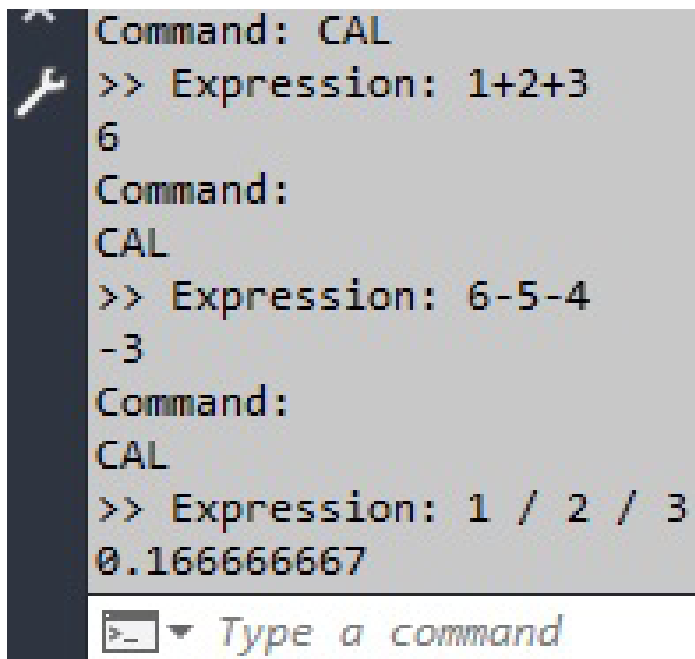 Command: CAL
>> Expression: 1+2+3
6
Command:
CAL
>> Expression: 6-5-4
-3
Command:
CAL
>> Expression: 1 / 2 / 3
0.166666667
Type a command